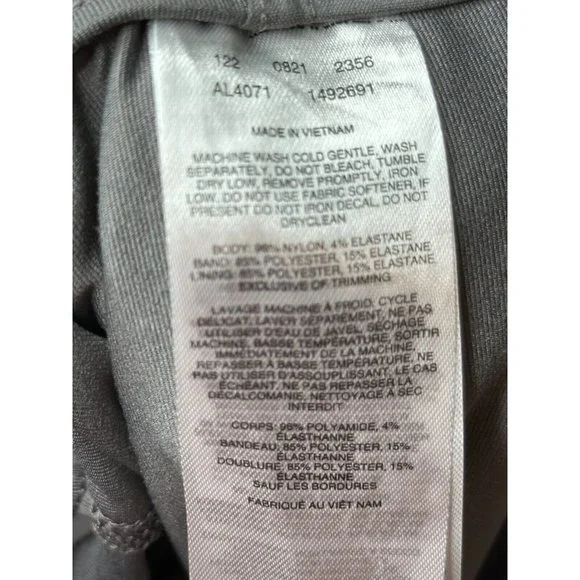 122 0821 2356
AL4071 1492691
MADE IN VIETNAM
MACHINE WASH COLD GENTLE, WASH
SEPARATELY, DO NOT BLEACH, TUMBLE
DRY LOW, REMOVE PROMPTLY, IRON
LOW, DO NOT USE FABRIC SOFTENER, IF
PRESENT DO NOT IRON DECAL, DO NOT
DRYCLEAN
BODY: 96% NYLON, 4% ELASTANE
BAND: 85% POLYESTER, 15% ELASTANE
LINING: 85% POLYESTER, 15% ELASTANE
EXCLUSIVE OF TRIMMING
LAVAGE MACHINE À FROID, CYCLE
DÉLICAT, LAVER SÉPARÉMENT, NE PAS
UTILISER D'EAU DE JAVEL, SÉCHAGE
MACHINE, BASSE TEMPÉRATURE, SORTIR
IMMÉDIATEMENT DE LA MACHINE,
REPASSER À BASSE TEMPÉRATURE, NE
PAS UTILISER D'ASSOUPLISSANT, LE CAS
ÉCHÉANT, NE PAS REPASSER LA
DÉCALCOMANIE, NETTOYAGE À SEC
INTERDIT
CORPS: 96% POLYAMIDE, 4%
ÉLASTHANNE
BANDEAU: 85% POLYESTER, 15%
ÉLASTHANNE
DOUBLURE: 85% POLYESTER, 15%
ÉLASTHANNE
SAUF LES BORDURES
FABRIQUÉ AU VIÊT NAM